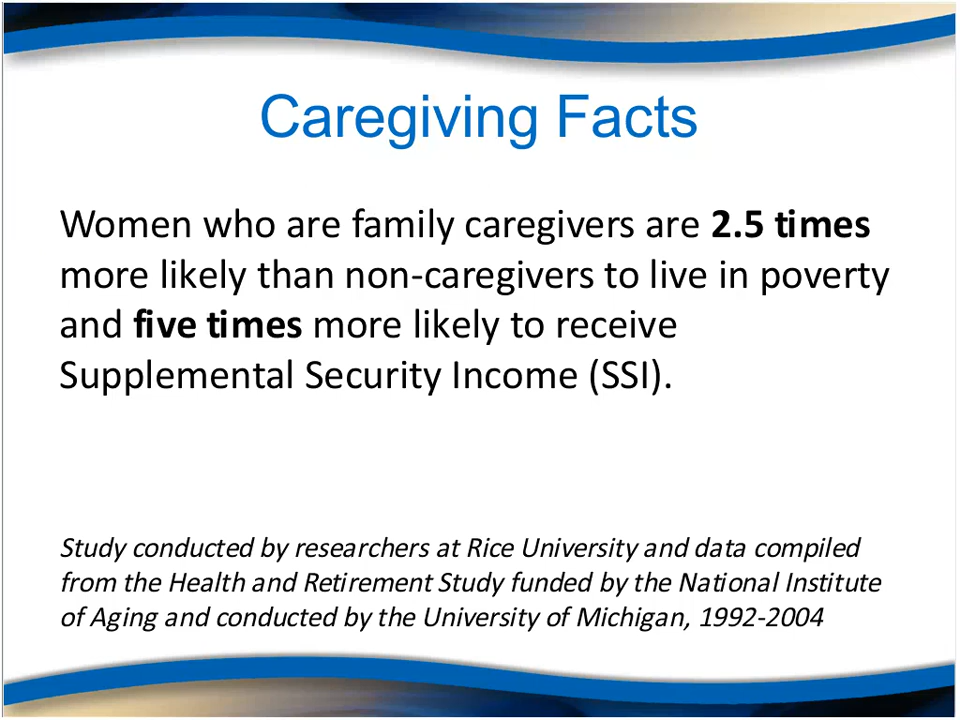 Caregiving Facts
Women who are family caregivers are 2.5 times
more likely than non-caregivers to live in poverty
and five times more likely to receive
Supplemental Security Income (SSI).
Study conducted by researchers at Rice University and data compiled
from the Health and Retirement Study funded by the National Institute
of Aging and conducted by the University of Michigan, 1992-2004